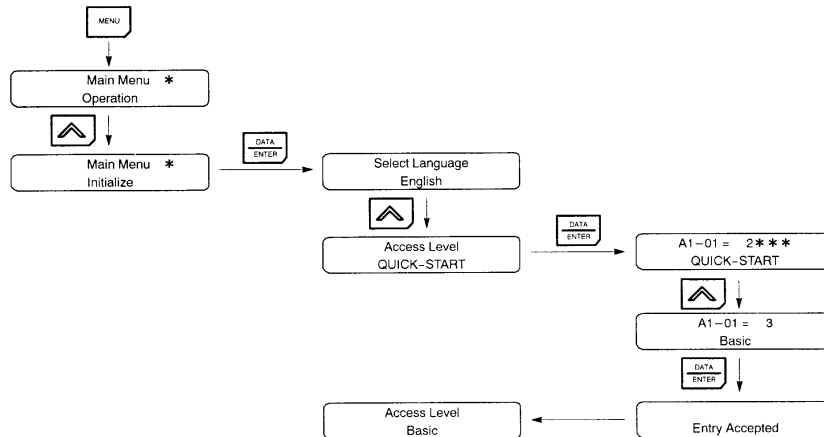 MENU
Main Menu *
Operation
Main Menu *
Initialize
DATA
ENTER
Select Language
English
Access Level
QUICK-START
DATA
ENTER
A1-01 = 2***
QUICK-START
A1-01 = 3
Basic
DATA
ENTER
Entry Accepted
Access Level
Basic